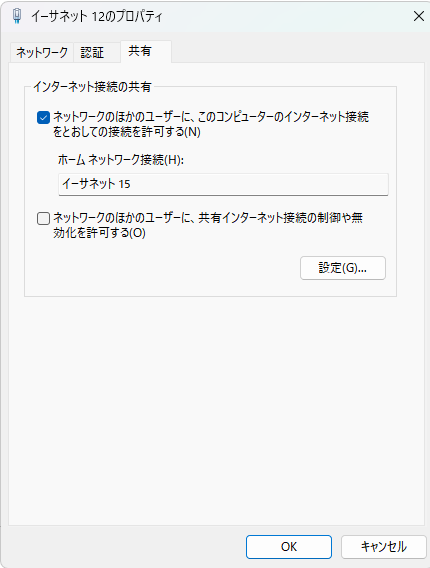 イーサネット 12のプロパティ
ネットワーク 認証 共有
インターネット接続の共有
ネットワークのほかのユーザーに、このコンピューターのインターネット接続
をとおしての接続を許可する(N)
ホーム ネットワーク接続(H):
イーサネット 15
ネットワークのほかのユーザーに、共有インターネット接続の制御や無
効化を許可する(O)
設定(G)...
OK キャンセル